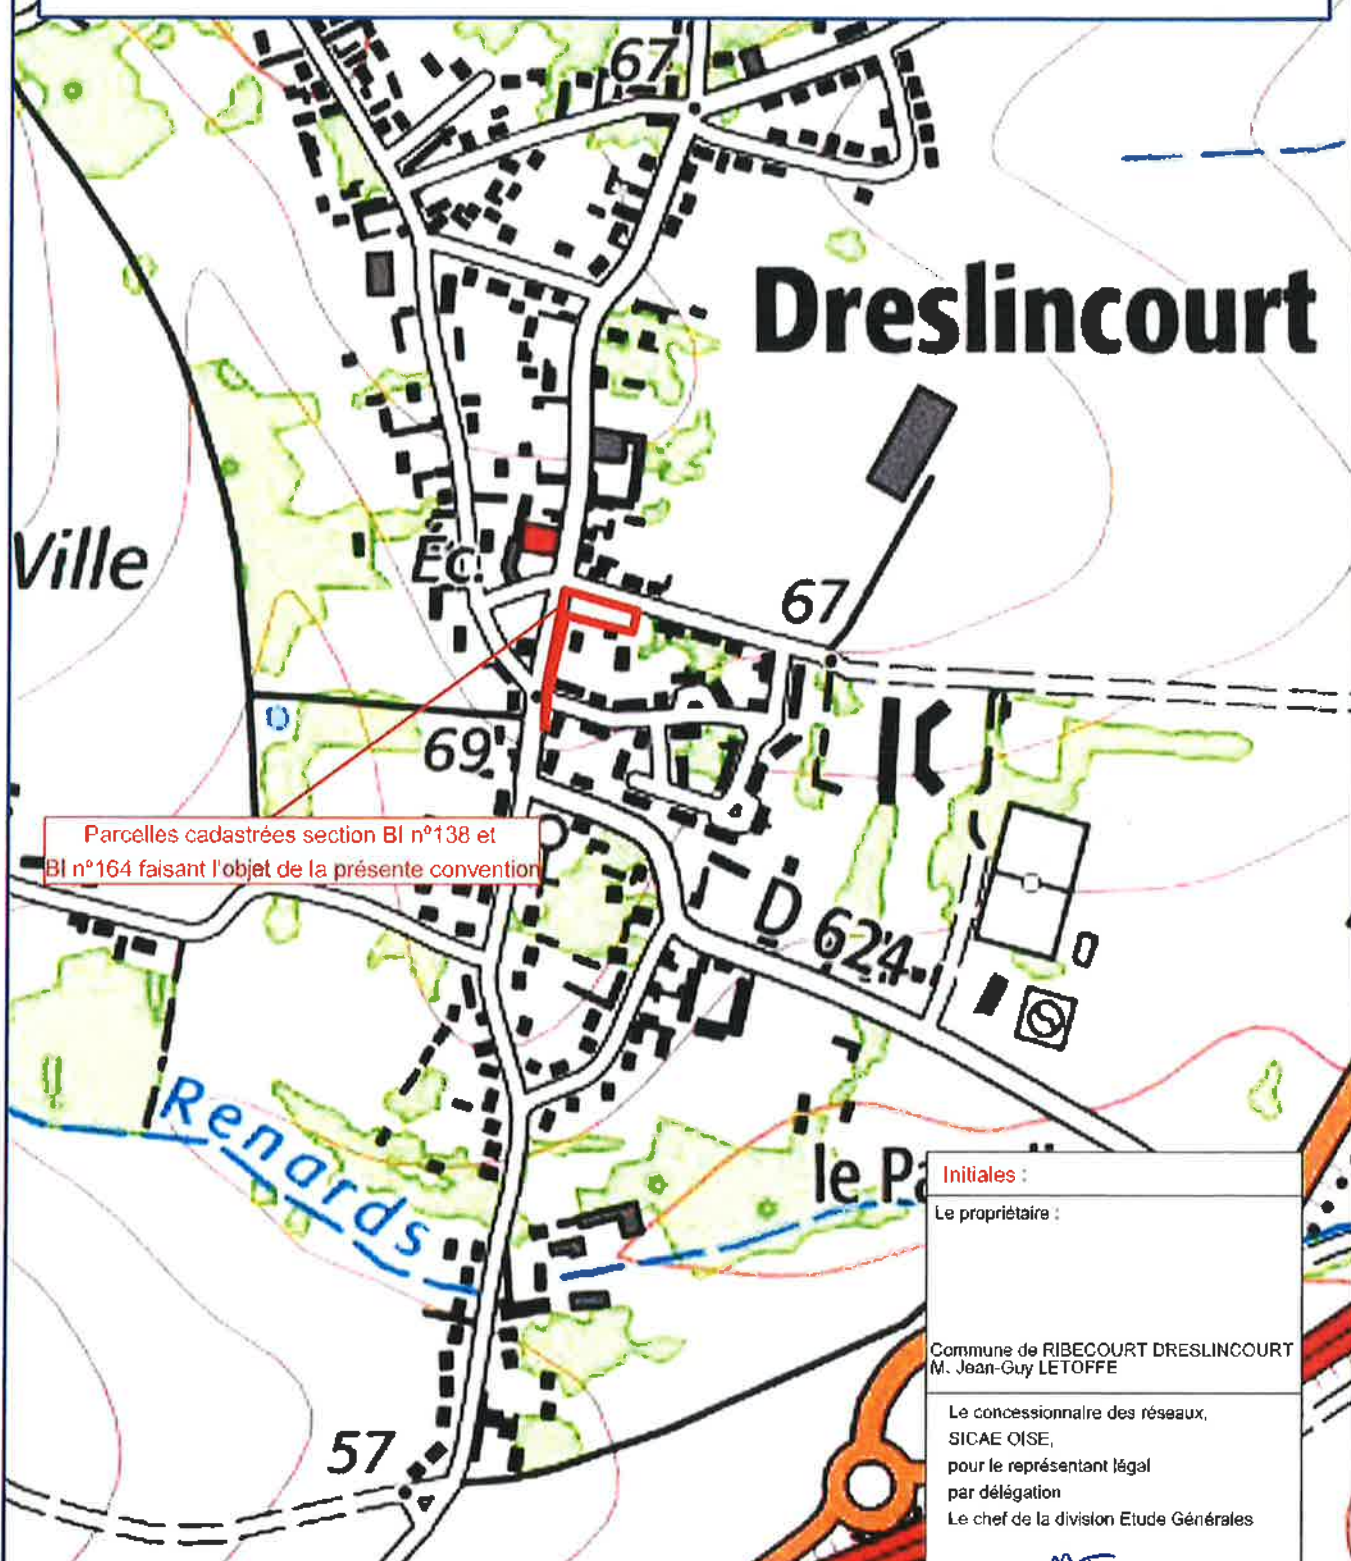 67
Dreslincourt
Ville
Éc.
67
69
Parcelles cadastrées section BI nº138 et
BI nº164 faisant l'objet de la présente convention
D 624
Renards
le Pa
Initiales :
Le propriétaire :
Commune de RIBECOURT DRESLINCOURT
M. Jean-Guy LETOFFE
57
Le concessionnaire des réseaux,
SICAE OISE,
pour le représentant légal
par délégation
Le chef de la division Etude Générales